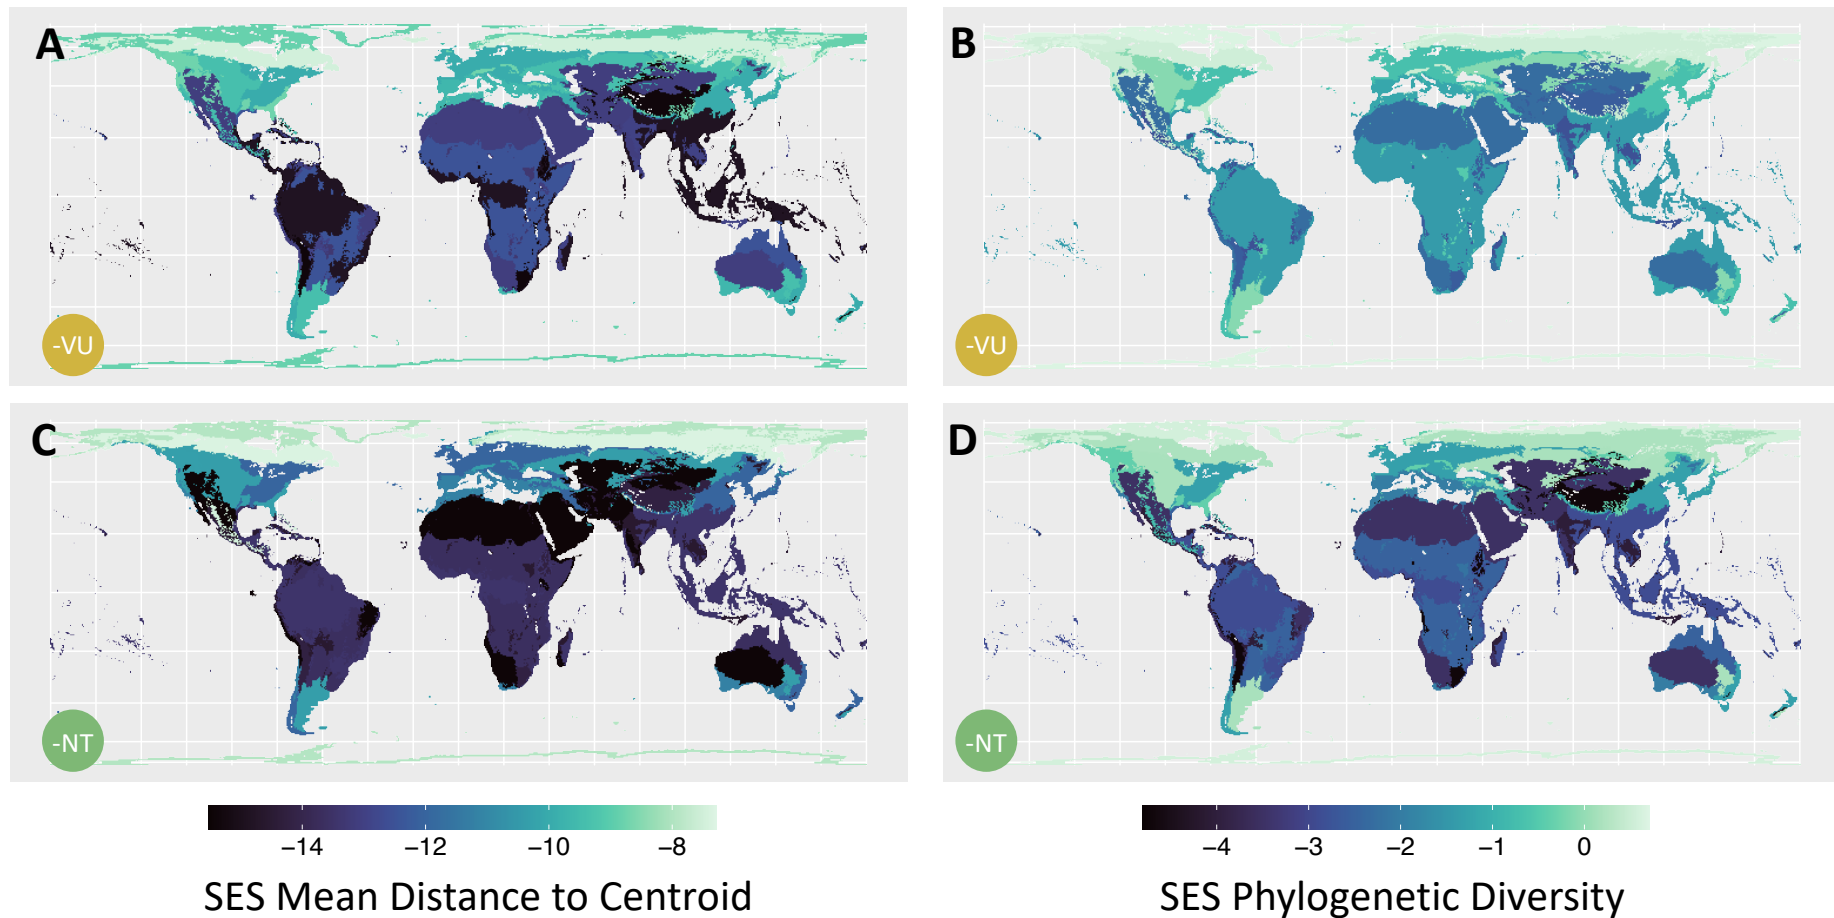 A
B
-VU
-VU
C
D
-NT
-NT
−14 −12 −10 −8
−4 −3 −2 −1 0
SES Mean Distance to Centroid
SES Phylogenetic Diversity